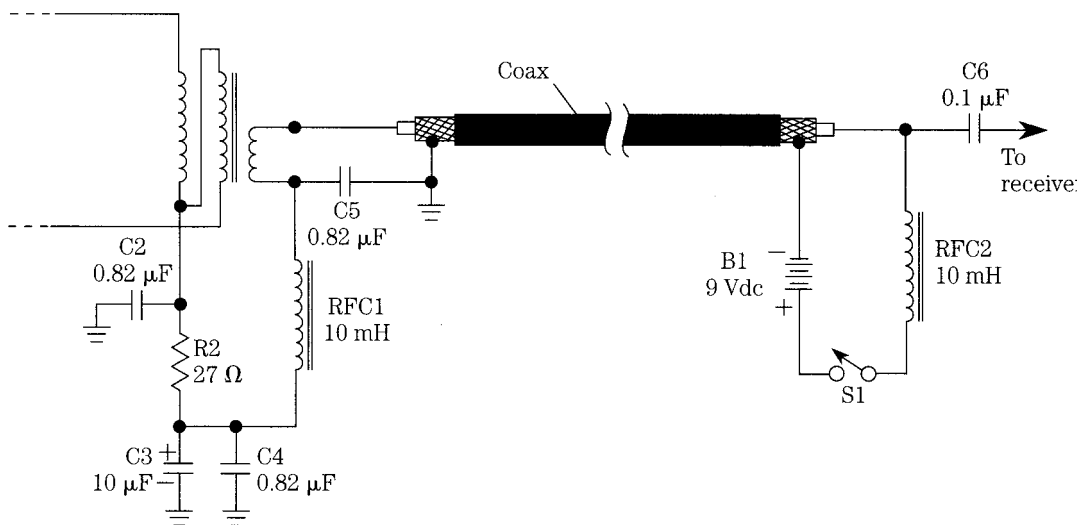 Coax
C6
0.1 µF
To
receiver
C5
0.82 µF
C2
0.82 µF
RFC1
10 mH
B1
9 Vdc
−
+
RFC2
10 mH
R2
27 Ω
S1
C3
10 µF
+
−
C4
0.82 µF